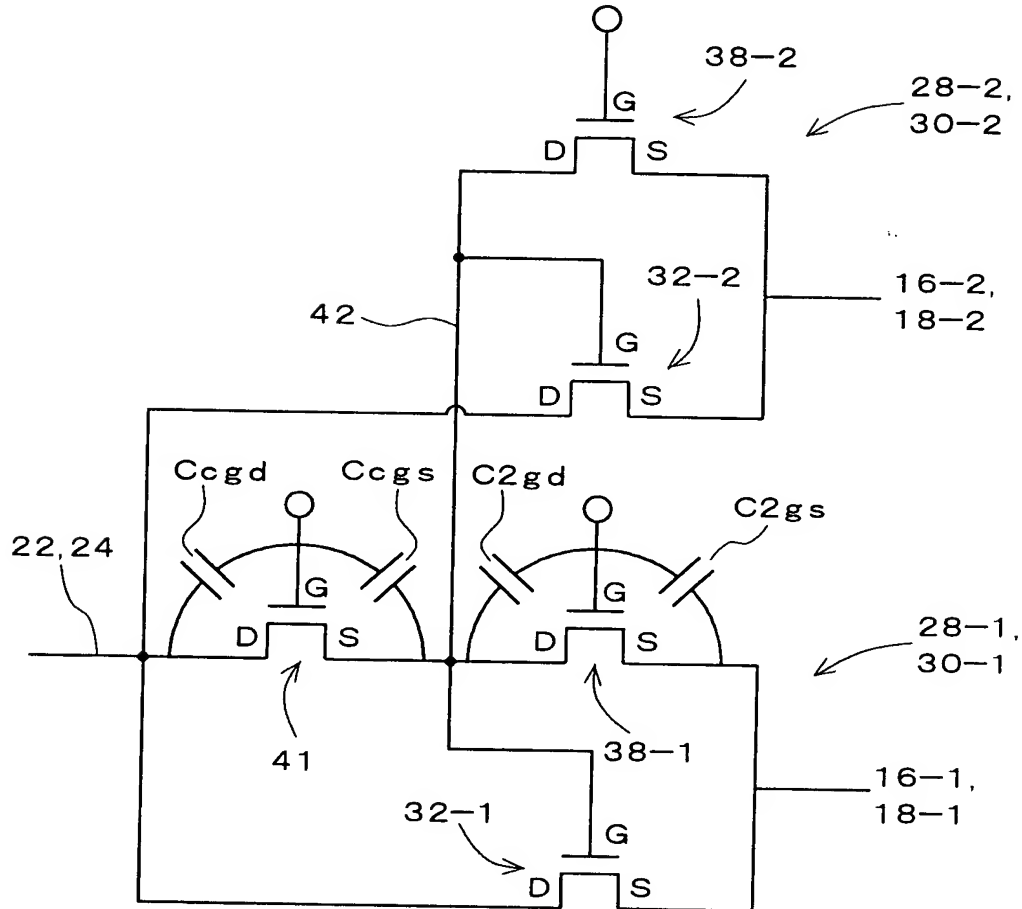 38-2
28-2,
30-2
G
D S
32-2
16-2,
18-2
42
G
D S
Ccgd Ccgs C2gd C2gs
22,24
G G
D S D S
28-1,
30-1
41 38-1
16-1,
18-1
32-1
G
D S